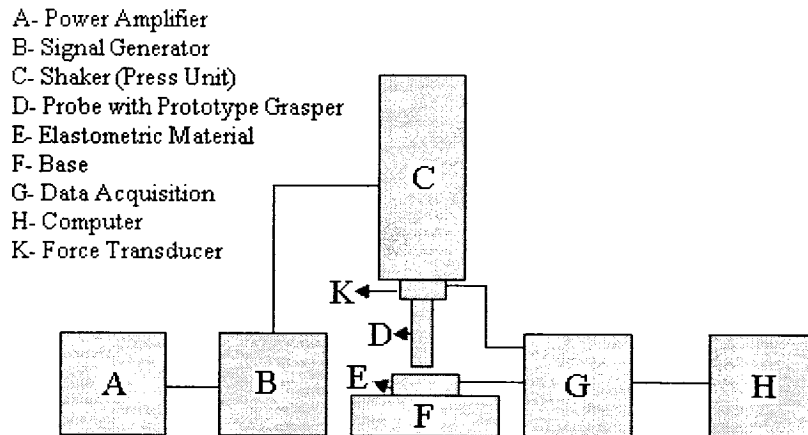 A- Power Amplifier
B- Signal Generator
C- Shaker (Press Unit)
D- Probe with Prototype Grasper
E- Elastometric Material
F- Base
G- Data Acquisition
H- Computer
K- Force Transducer
C
K
D
E
A
B
F
G
H